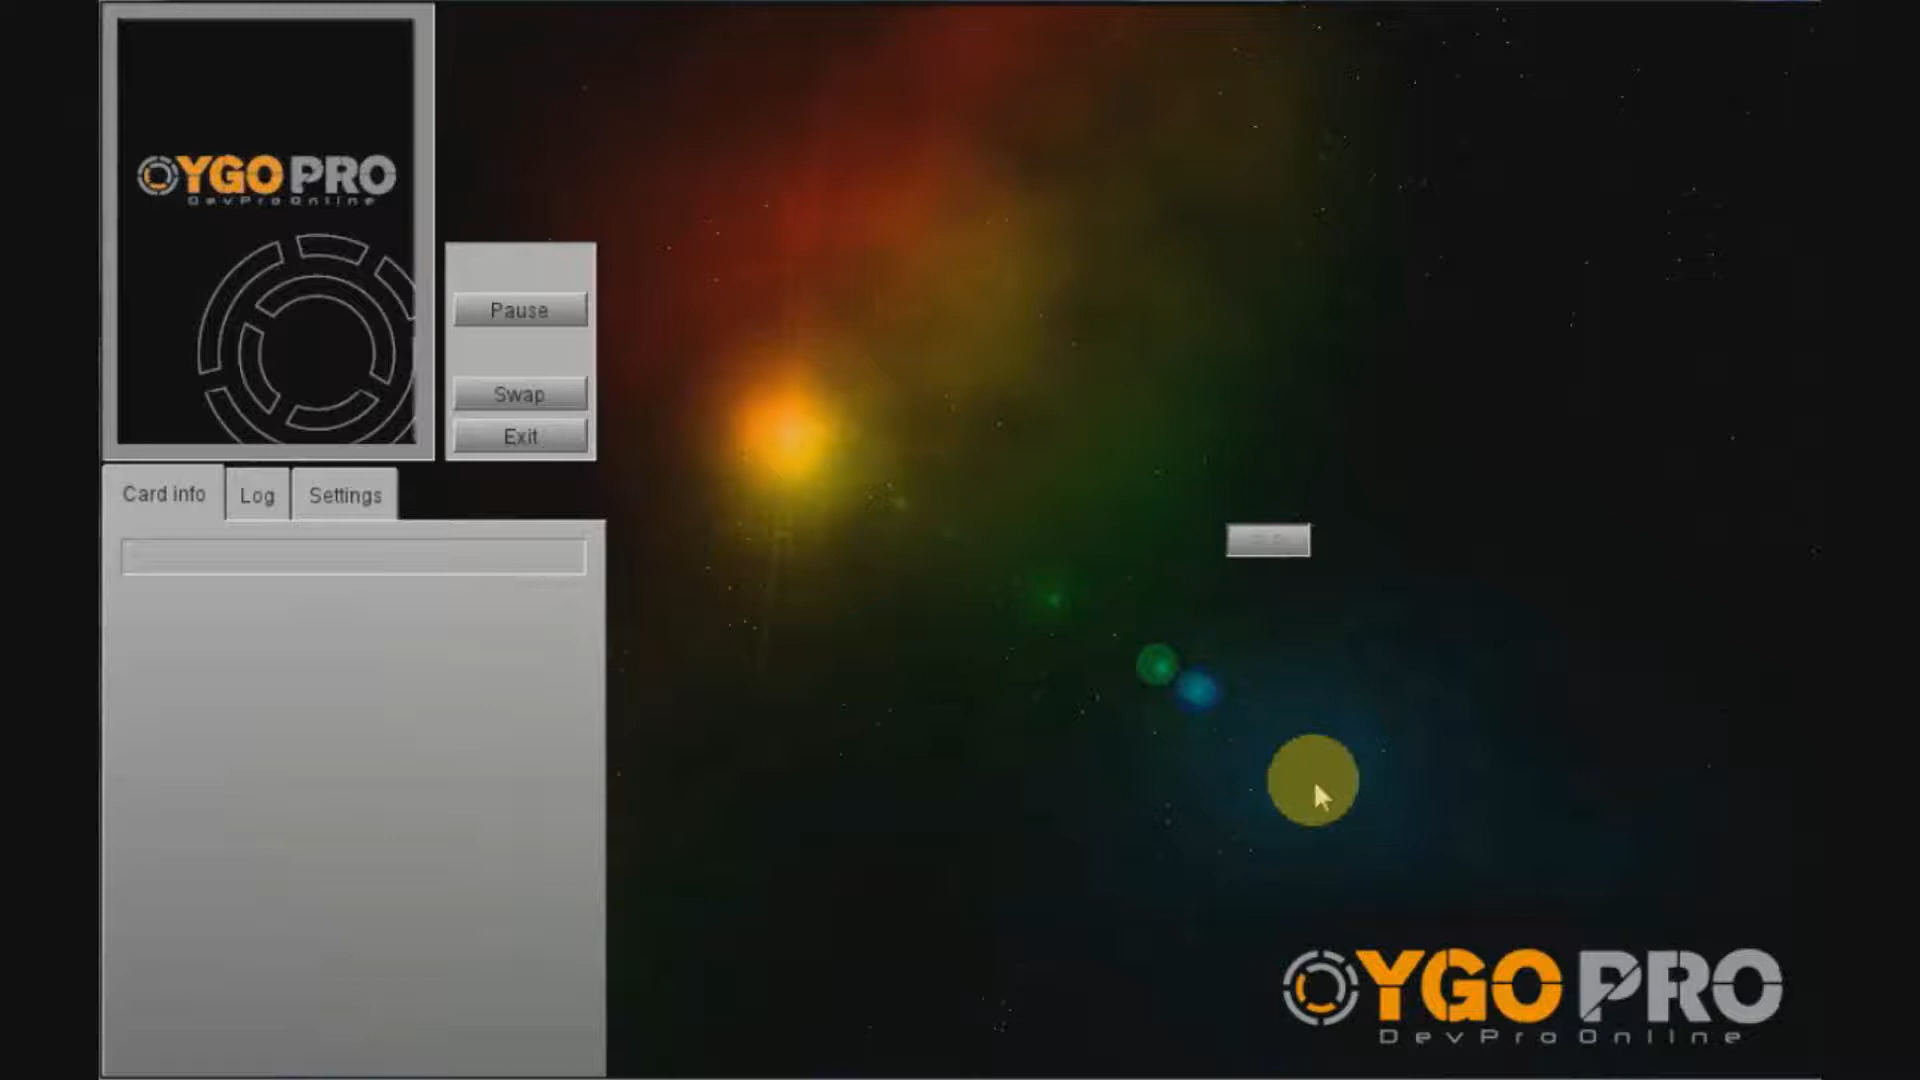 YGO PRO
DevProOnline
Pause
Swap
Exit
Card info
Log
Settings
YGO PRO
DevProOnline